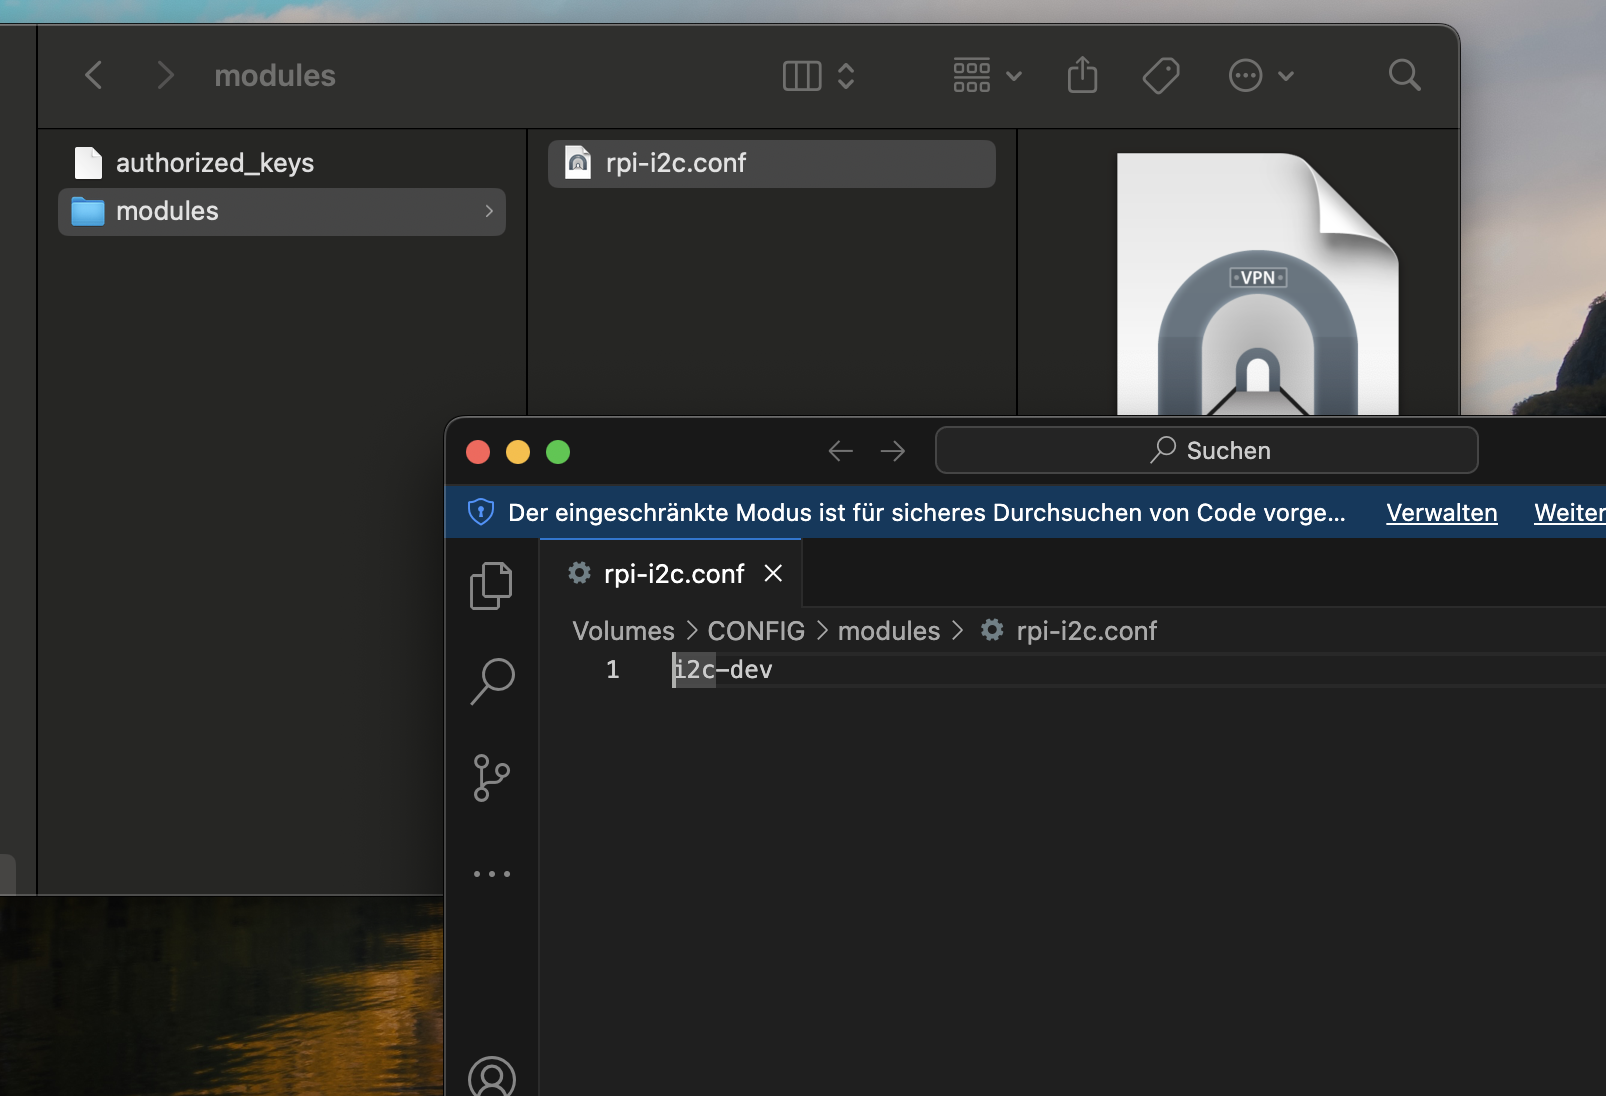 modules
authorized_keys
modules
rpi-i2c.conf
VPN
Suchen
Der eingeschränkte Modus ist für sicheres Durchsuchen von Code vorge... Verwalten Weiter
rpi-i2c.conf
Volumes > CONFIG > modules > rpi-i2c.conf
1 i2c-dev